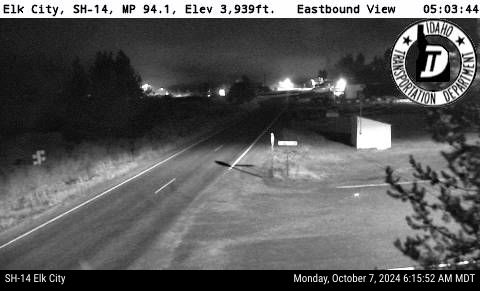 Elk City, SH-14, MP 94.1, Elev 3,939ft. Eastbound View 05:03:44
IDAHO
TRANSPORTATION DEPARTMENT
SH-14 Elk City Monday, October 7, 2024 6:15:52 AM MDT